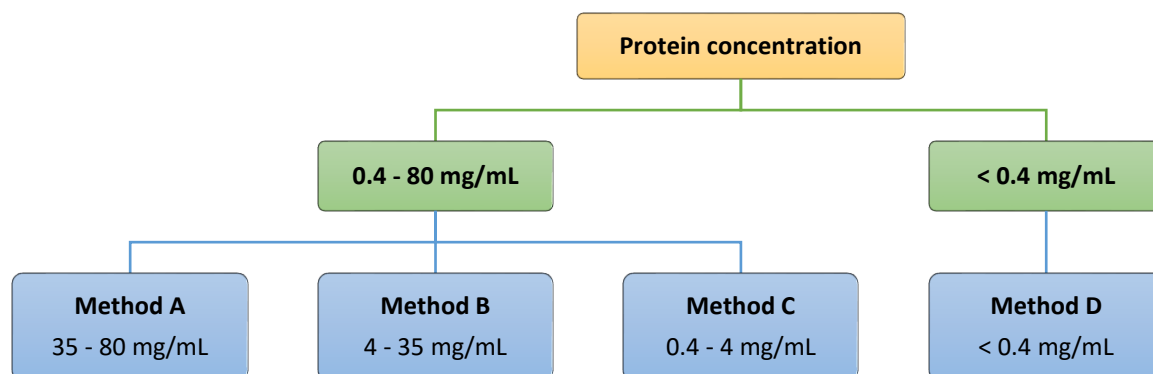 Protein concentration
0.4 - 80 mg/mL
< 0.4 mg/mL
Method A
35 - 80 mg/mL
Method B
4 - 35 mg/mL
Method C
0.4 - 4 mg/mL
Method D
< 0.4 mg/mL